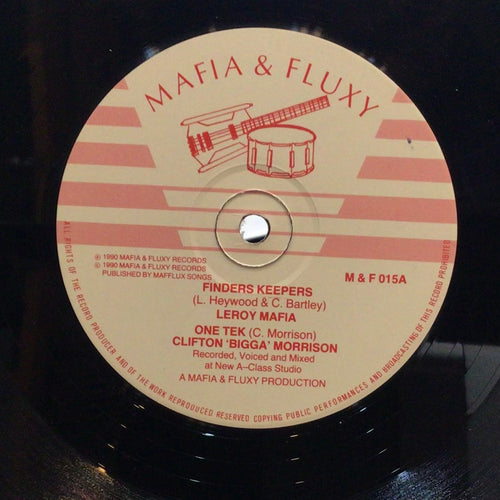 MAFIA & FLUXY
℗ 1990 MAFIA & FLUXY RECORDS
© 1990 MAFIA & FLUXY RECORDS
PUBLISHED BY MAFFLUX SONGS
M & F 015A
FINDERS KEEPERS
(L. Heywood & C. Bartley)
LEROY MAFIA
ONE TEK (C. Morrison)
CLIFTON 'BIGGA' MORRISON
Recorded, Voiced and Mixed
at New A--Class Studio
A MAFIA & FLUXY PRODUCTION
ALL RIGHTS OF THE RECORD PRODUCER AND OF THE WORK REPRODUCED RESERVED COPYING PUBLIC PERFORMANCES AND BROADCASTING OF THIS RECORD PROHIBITED